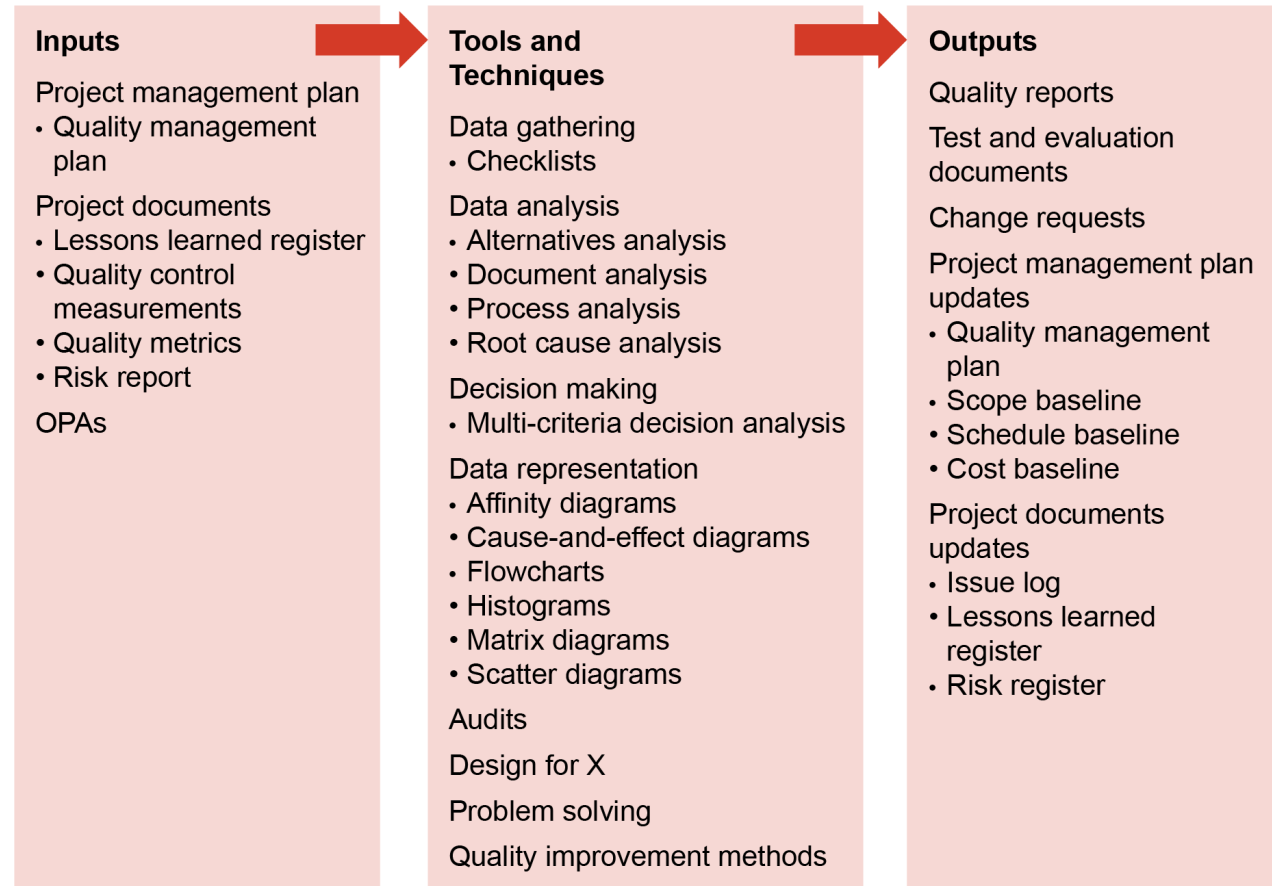 Inputs
Project management plan
• Quality management
plan
Project documents
• Lessons learned register
• Quality control
measurements
• Quality metrics
• Risk report
OPAs
Tools and
Techniques
Data gathering
• Checklists
Data analysis
• Alternatives analysis
• Document analysis
• Process analysis
• Root cause analysis
Decision making
• Multi-criteria decision analysis
Data representation
• Affinity diagrams
• Cause-and-effect diagrams
• Flowcharts
• Histograms
• Matrix diagrams
• Scatter diagrams
Audits
Design for X
Problem solving
Quality improvement methods
Outputs
Quality reports
Test and evaluation
documents
Change requests
Project management plan
updates
• Quality management
plan
• Scope baseline
• Schedule baseline
• Cost baseline
Project documents
updates
• Issue log
• Lessons learned
register
• Risk register